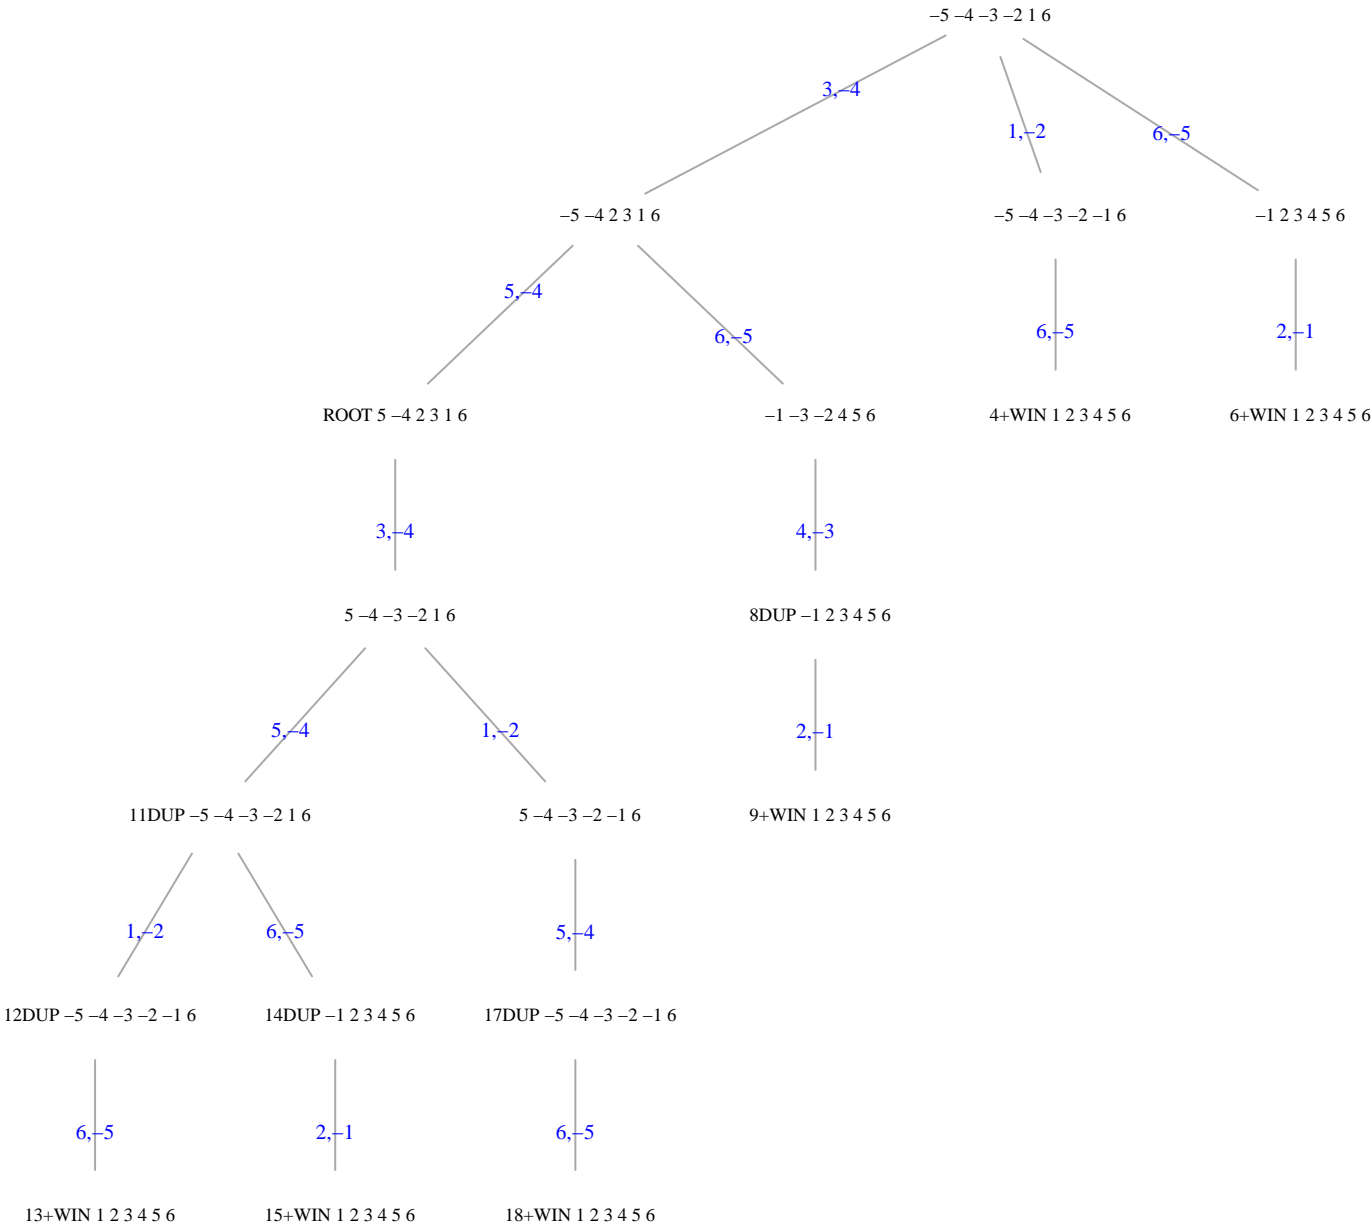 –5 –4 –3 –2 1 6
3,–4
1,–2
6,–5
–5 –4 2 3 1 6
–5 –4 –3 –2 –1 6
–1 2 3 4 5 6
5,–4
6,–5
6,–5
2,–1
ROOT 5 –4 2 3 1 6
–1 –3 –2 4 5 6
4+WIN 1 2 3 4 5 6
6+WIN 1 2 3 4 5 6
3,–4
4,–3
5 –4 –3 –2 1 6
8DUP –1 2 3 4 5 6
5,–4
1,–2
2,–1
11DUP –5 –4 –3 –2 1 6
5 –4 –3 –2 –1 6
9+WIN 1 2 3 4 5 6
1,–2
6,–5
5,–4
12DUP –5 –4 –3 –2 –1 6
14DUP –1 2 3 4 5 6
17DUP –5 –4 –3 –2 –1 6
6,–5
2,–1
6,–5
13+WIN 1 2 3 4 5 6
15+WIN 1 2 3 4 5 6
18+WIN 1 2 3 4 5 6